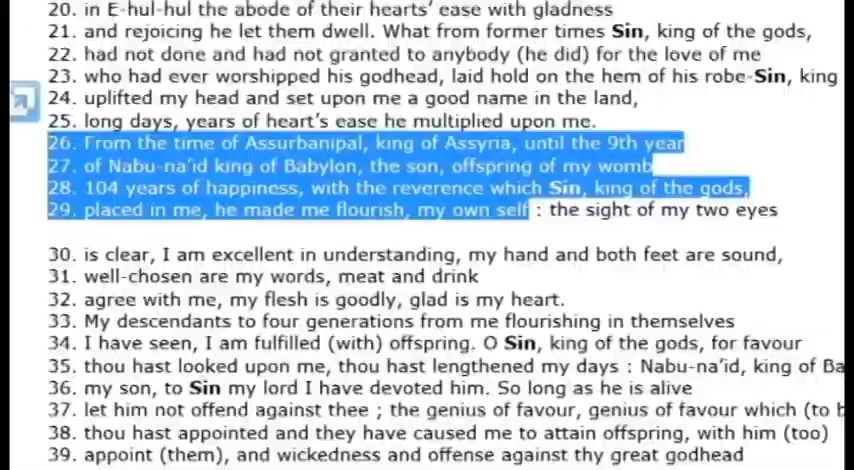 20. in E-hul-hul the abode of their hearts' ease with gladness
21. and rejoicing he let them dwell. What from former times Sin, king of the gods,
22. had not done and had not granted to anybody (he did) for the love of me
23. who had ever worshipped his godhead, laid hold on the hem of his robe-Sin, king
24. uplifted my head and set upon me a good name in the land,
25. long days, years of heart's ease he multiplied upon me.
26. From the time of Assurbanipal, king of Assyria, until the 9th year
27. of Nabu-na'id king of Babylon, the son, offspring of my womb
28. 104 years of happiness, with the reverence which Sin, king of the gods,
29. placed in me, he made me flourish, my own self : the sight of my two eyes
30. is clear, I am excellent in understanding, my hand and both feet are sound,
31. well-chosen are my words, meat and drink
32. agree with me, my flesh is goodly, glad is my heart.
33. My descendants to four generations from me flourishing in themselves
34. I have seen, I am fulfilled (with) offspring. O Sin, king of the gods, for favour
35. thou hast looked upon me, thou hast lengthened my days : Nabu-na'id, king of Ba
36. my son, to Sin my lord I have devoted him. So long as he is alive
37. let him not offend against thee ; the genius of favour, genius of favour which (to b
38. thou hast appointed and they have caused me to attain offspring, with him (too)
39. appoint (them), and wickedness and offense against thy great godhead